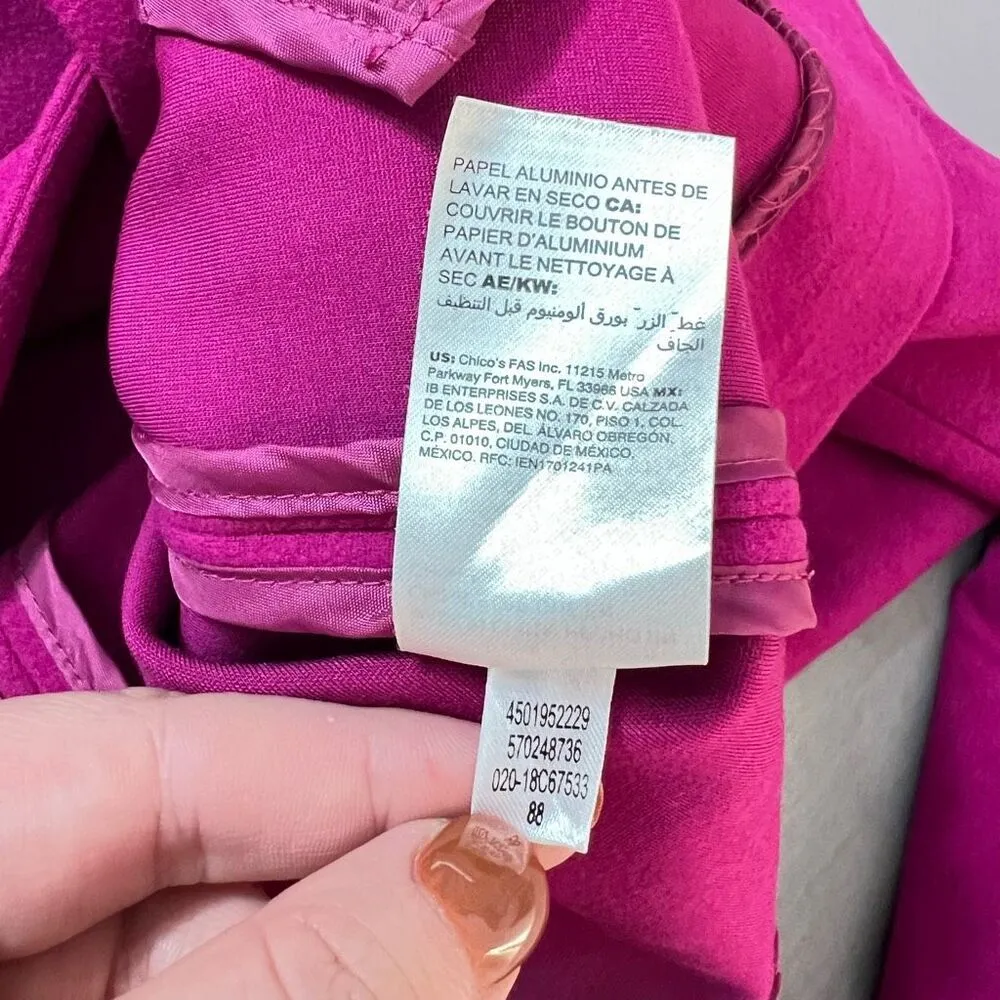 PAPEL ALUMINIO ANTES DE
LAVAR EN SECO CA:
COUVRIR LE BOUTON DE
PAPIER D'ALUMINIUM
AVANT LE NETTOYAGE À
SEC AE/KW:
غطّ الزرّ بورق ألومنيوم قبل التنظيف
الجاف
US: Chico's FAS Inc. 11215 Metro
Parkway Fort Myers, FL 33966 USA MX:
IB ENTERPRISES S.A. DE C.V. CALZADA
DE LOS LEONES NO. 170, PISO 1, COL.
LOS ALPES, DEL. ÁLVARO OBREGÓN,
C.P. 01010, CIUDAD DE MÉXICO,
MÉXICO. RFC: IEN1701241PA
4501952229
570248736
020-18C67533
88